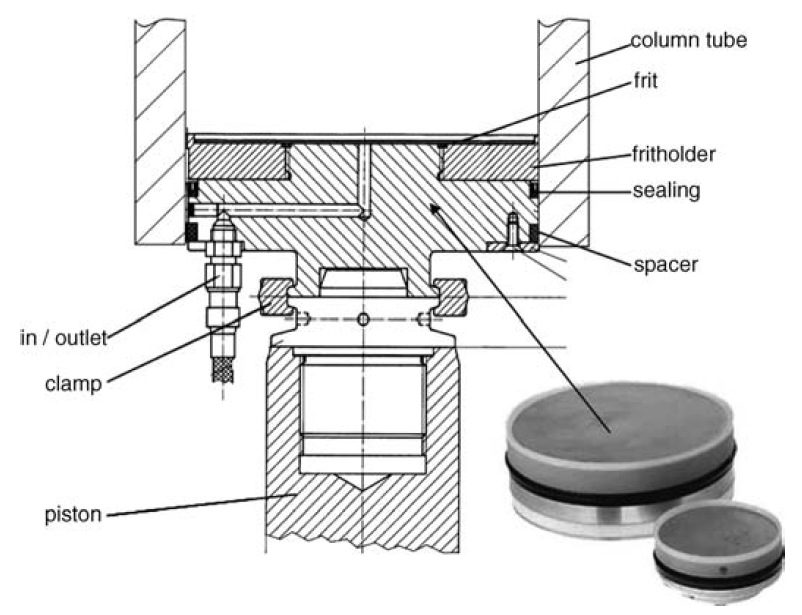 column tube
frit
fritholder
sealing
spacer
in / outlet
clamp
piston